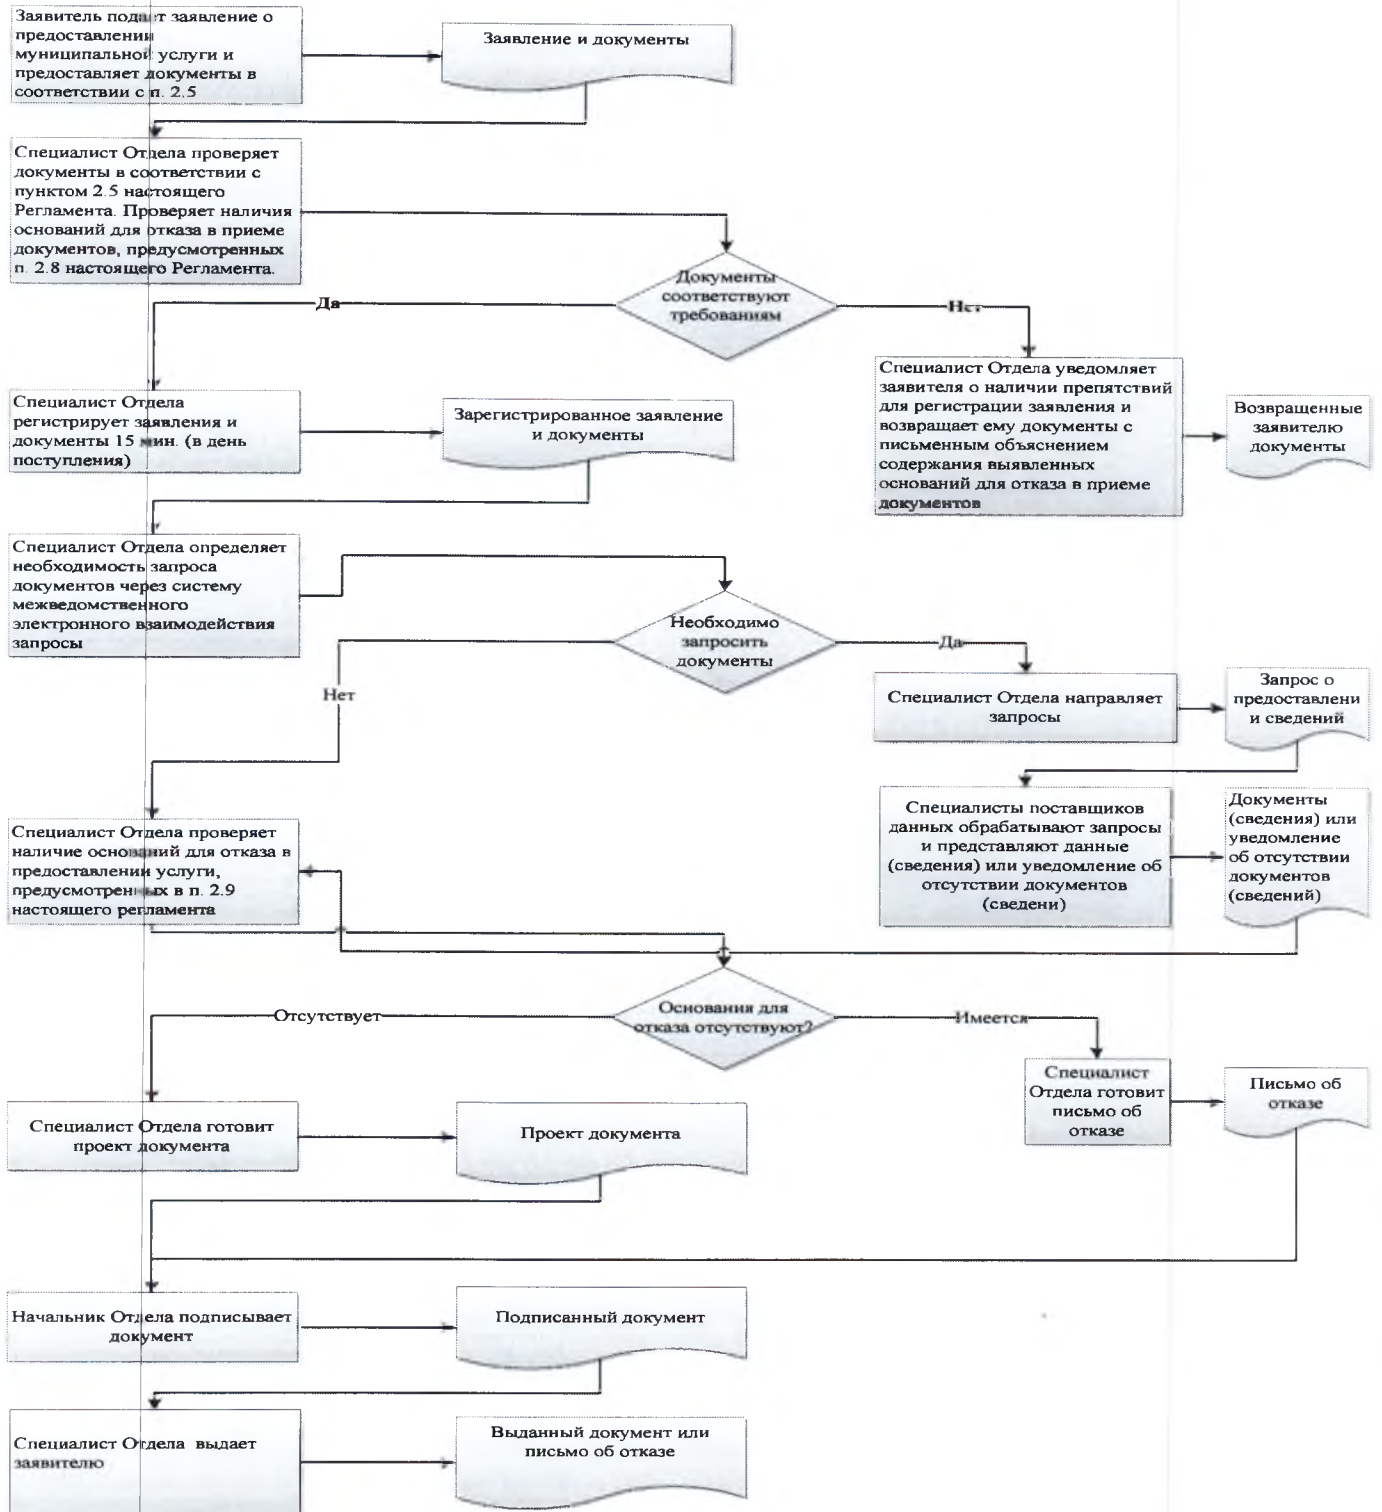 Заявитель подает заявление о
предоставлении
муниципальной услуги и
предоставляет документы в
соответствии с п. 2.5
Заявление и документы
Специалист Отдела проверяет
документы в соответствии с
пунктом 2.5 настоящего
Регламента. Проверяет наличия
оснований для отказа в приеме
документов, предусмотренных
п. 2.8 настоящего Регламента.
Документы
соответствуют
требованиям
Да
Нет
Специалист Отдела
регистрирует заявления и
документы 15 мин. (в день
поступления)
Зарегистрированное заявление
и документы
Специалист Отдела уведомляет
заявителя о наличии препятствий
для регистрации заявления и
возвращает ему документы с
письменным объяснением
содержания выявленных
оснований для отказа в приеме
документов
Возвращенные
заявителю
документы
Специалист Отдела определяет
необходимость запроса
документов через систему
межведомственного
электронного взаимодействия
запросы
Необходимо
запросить
документы
Да
Нет
Специалист Отдела направляет
запросы
Запрос о
предоставлени
и сведений
Специалисты поставщиков
данных обрабатывают запросы
и представляют данные
(сведения) или уведомление об
отсутствии документов
(сведени)
Документы
(сведения) или
уведомление
об отсутствии
документов
(сведений)
Специалист Отдела проверяет
наличие оснований для отказа в
предоставлении услуги,
предусмотренных в п. 2.9
настоящего регламента
Основания для
отказа отсутствуют?
Отсутствует
Имеется
Специалист
Отдела готовит
письмо об
отказе
Письмо об
отказе
Специалист Отдела готовит
проект документа
Проект документа
Начальник Отдела подписывает
документ
Подписанный документ
Специалист Отдела выдает
заявителю
Выданный документ или
письмо об отказе